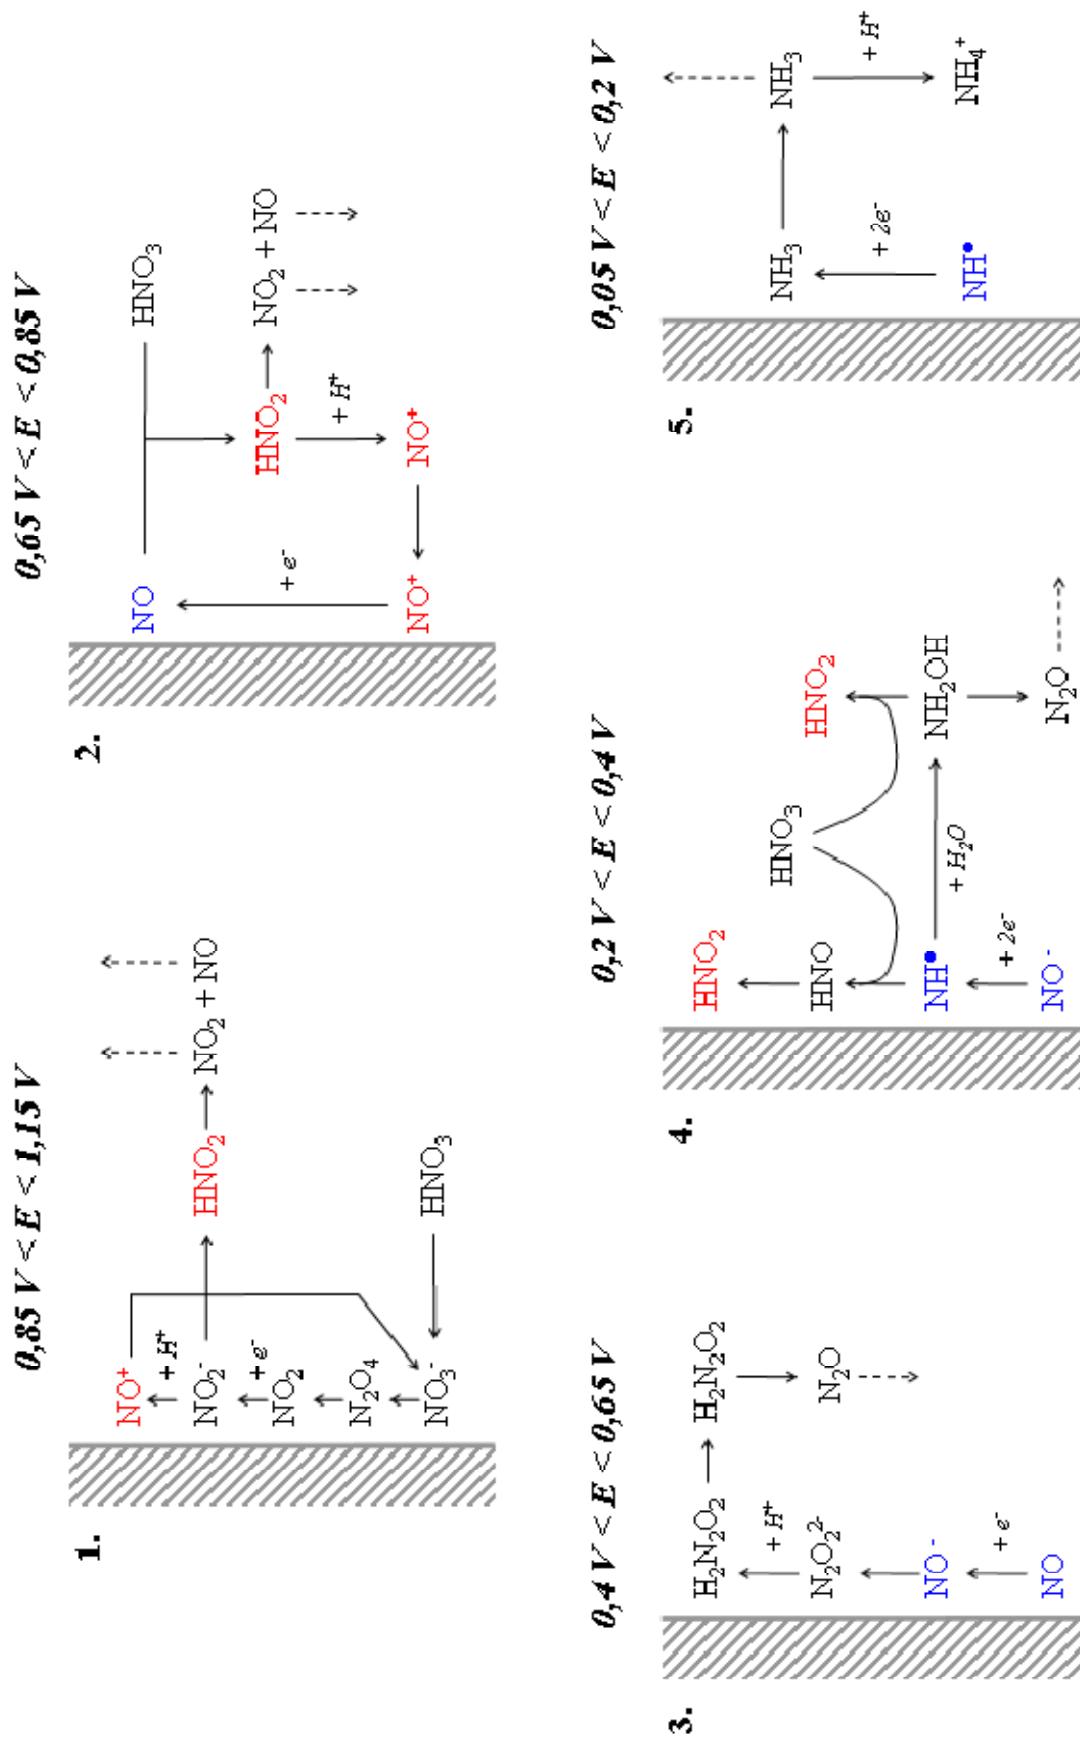 0,85 V < E < 1,15 V
1.
NO⁺
+ H⁺
NO₂⁻
HNO₂
NO₂ + NO
+ e⁻
NO₂
N₂O₄
NO₃⁻
HNO₃
0,65 V < E < 0,85 V
2.
NO
HNO₃
+ e⁻
HNO₂
NO₂ + NO
+ H⁺
NO⁺
NO⁺
0,4 V < E < 0,65 V
3.
H₂N₂O₂
H₂N₂O₂
+ H⁺
N₂O₂²⁻
N₂O
NO⁻
+ e⁻
NO
0,2 V < E < 0,4 V
4.
HNO₂
HNO₃
HNO
HNO₂
NH•
+ H₂O
NH₂OH
+ 2e⁻
NO⁻
N₂O
0,05 V < E < 0,2 V
5.
NH₃
NH₃
+ 2e⁻
+ H⁺
NH•
NH₄⁺